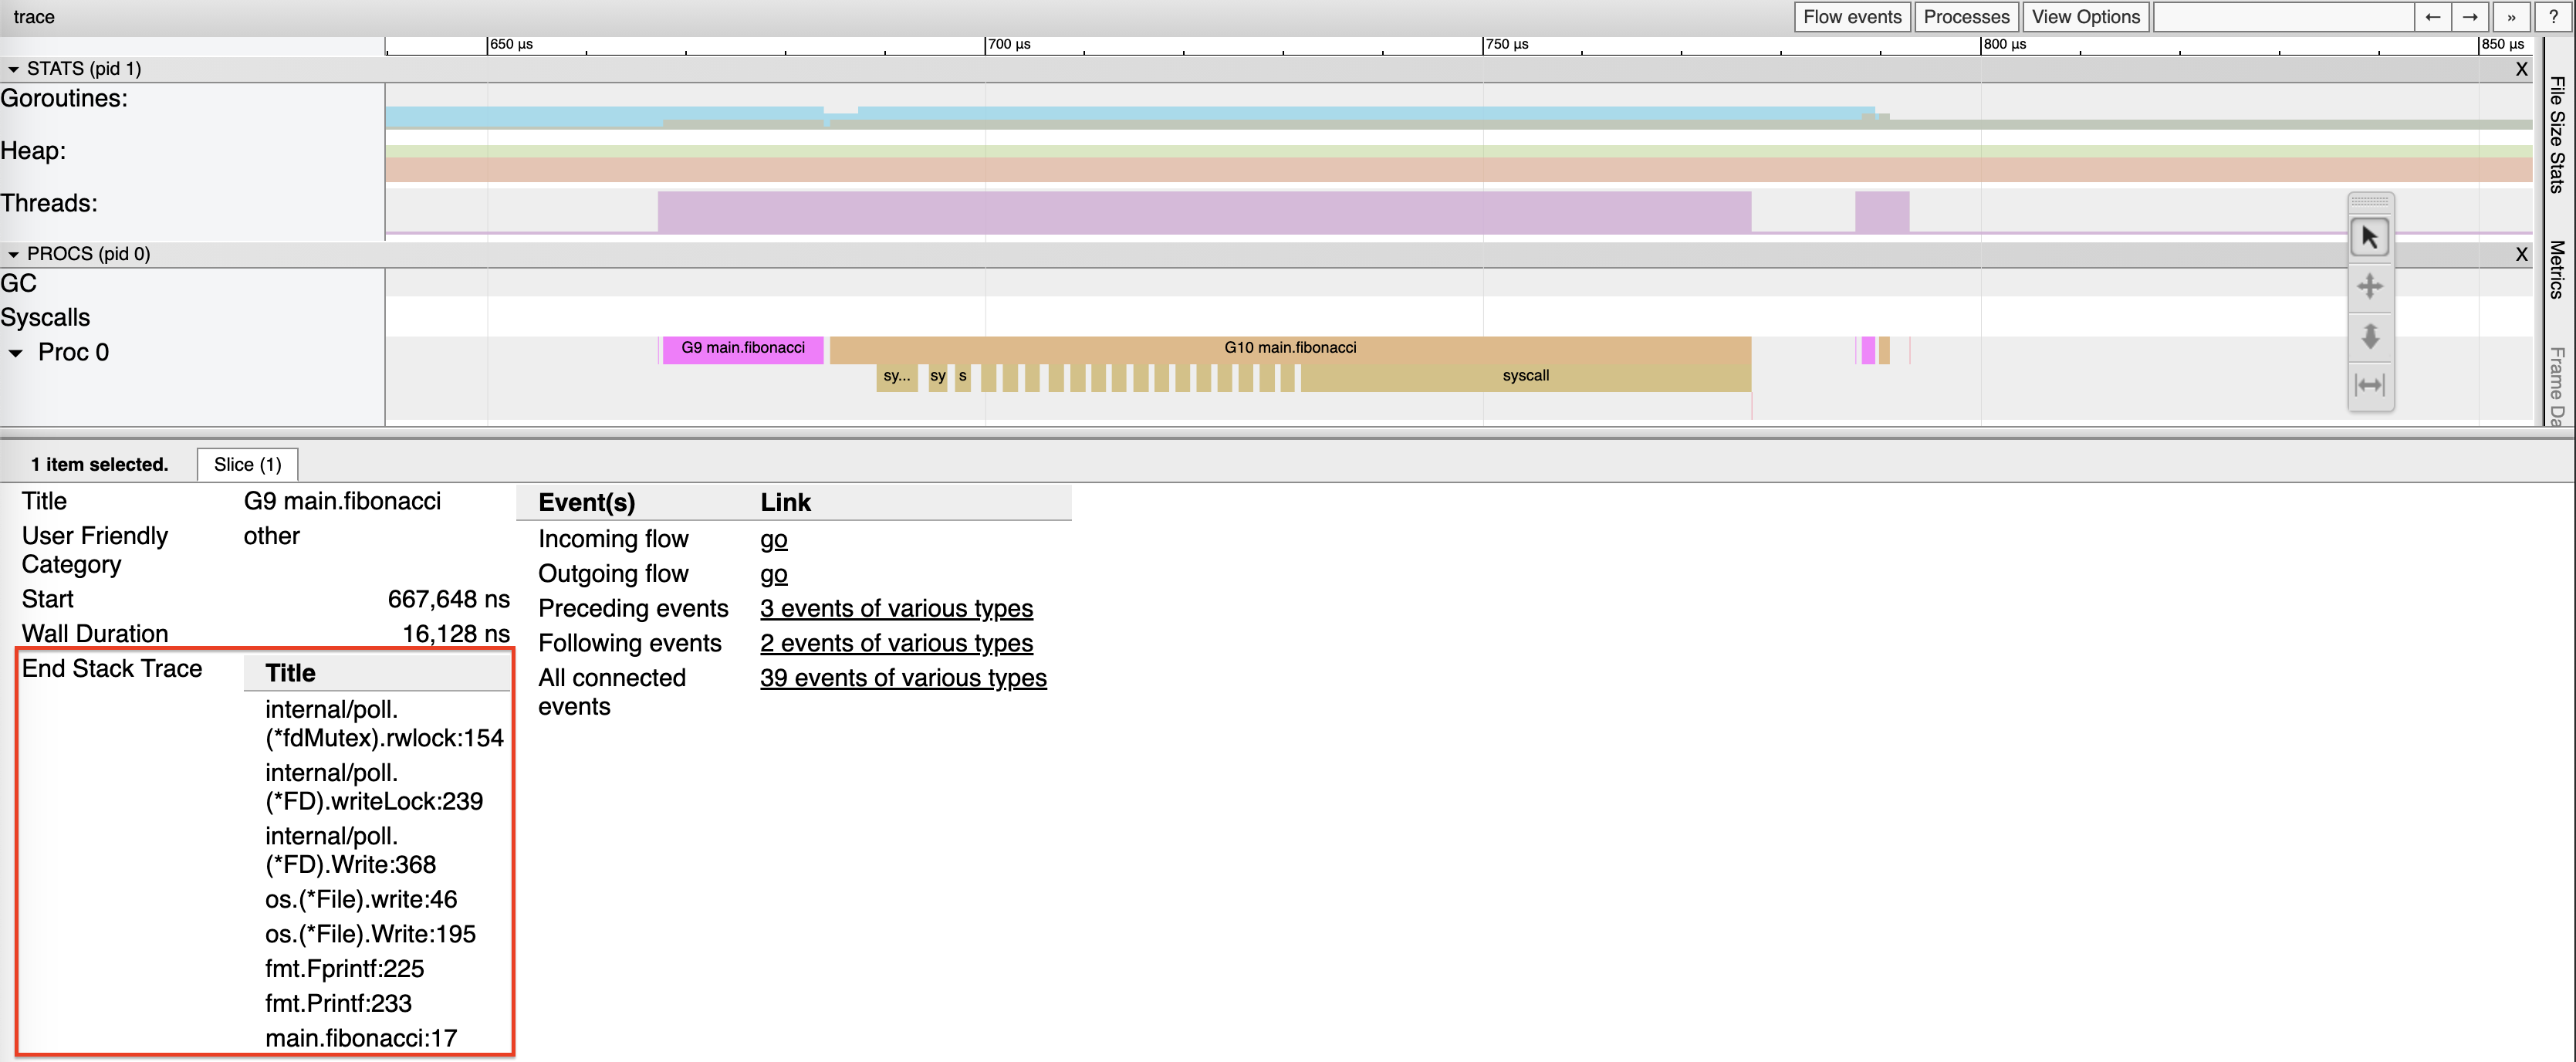 trace
Flow events
Processes
View Options
←
→
»
?
650 µs
700 µs
750 µs
800 µs
850 µs
STATS (pid 1)
X
Goroutines:
Heap:
Threads:
PROCS (pid 0)
X
GC
Syscalls
Proc 0
G9 main.fibonacci
G10 main.fibonacci
sy...
sy
s
syscall
File Size Stats
Metrics
Frame Da
1 item selected.
Slice (1)
Title
G9 main.fibonacci
User Friendly
Category
other
Start
667,648 ns
Wall Duration
16,128 ns
End Stack Trace
Title
internal/poll.
(*fdMutex).rwlock:154
internal/poll.
(*FD).writeLock:239
internal/poll.
(*FD).Write:368
os.(*File).write:46
os.(*File).Write:195
fmt.Fprintf:225
fmt.Printf:233
main.fibonacci:17
Event(s)
Link
Incoming flow
go
Outgoing flow
go
Preceding events
3 events of various types
Following events
2 events of various types
All connected
events
39 events of various types